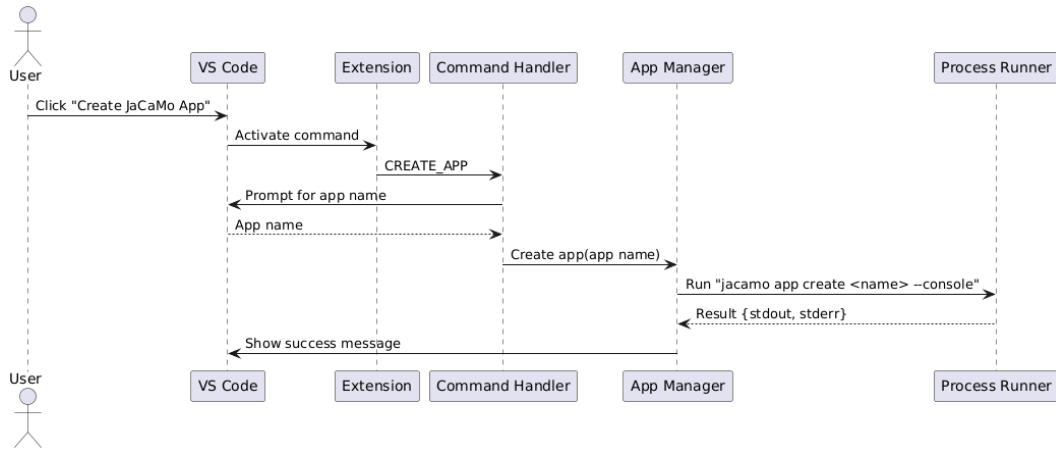 User
VS Code
Extension
Command Handler
App Manager
Process Runner
Click "Create JaCaMo App"
Activate command
CREATE_APP
Prompt for app name
App name
Create app(app name)
Run "jacamo app create <name> --console"
Result {stdout, stderr}
Show success message
User
VS Code
Extension
Command Handler
App Manager
Process Runner